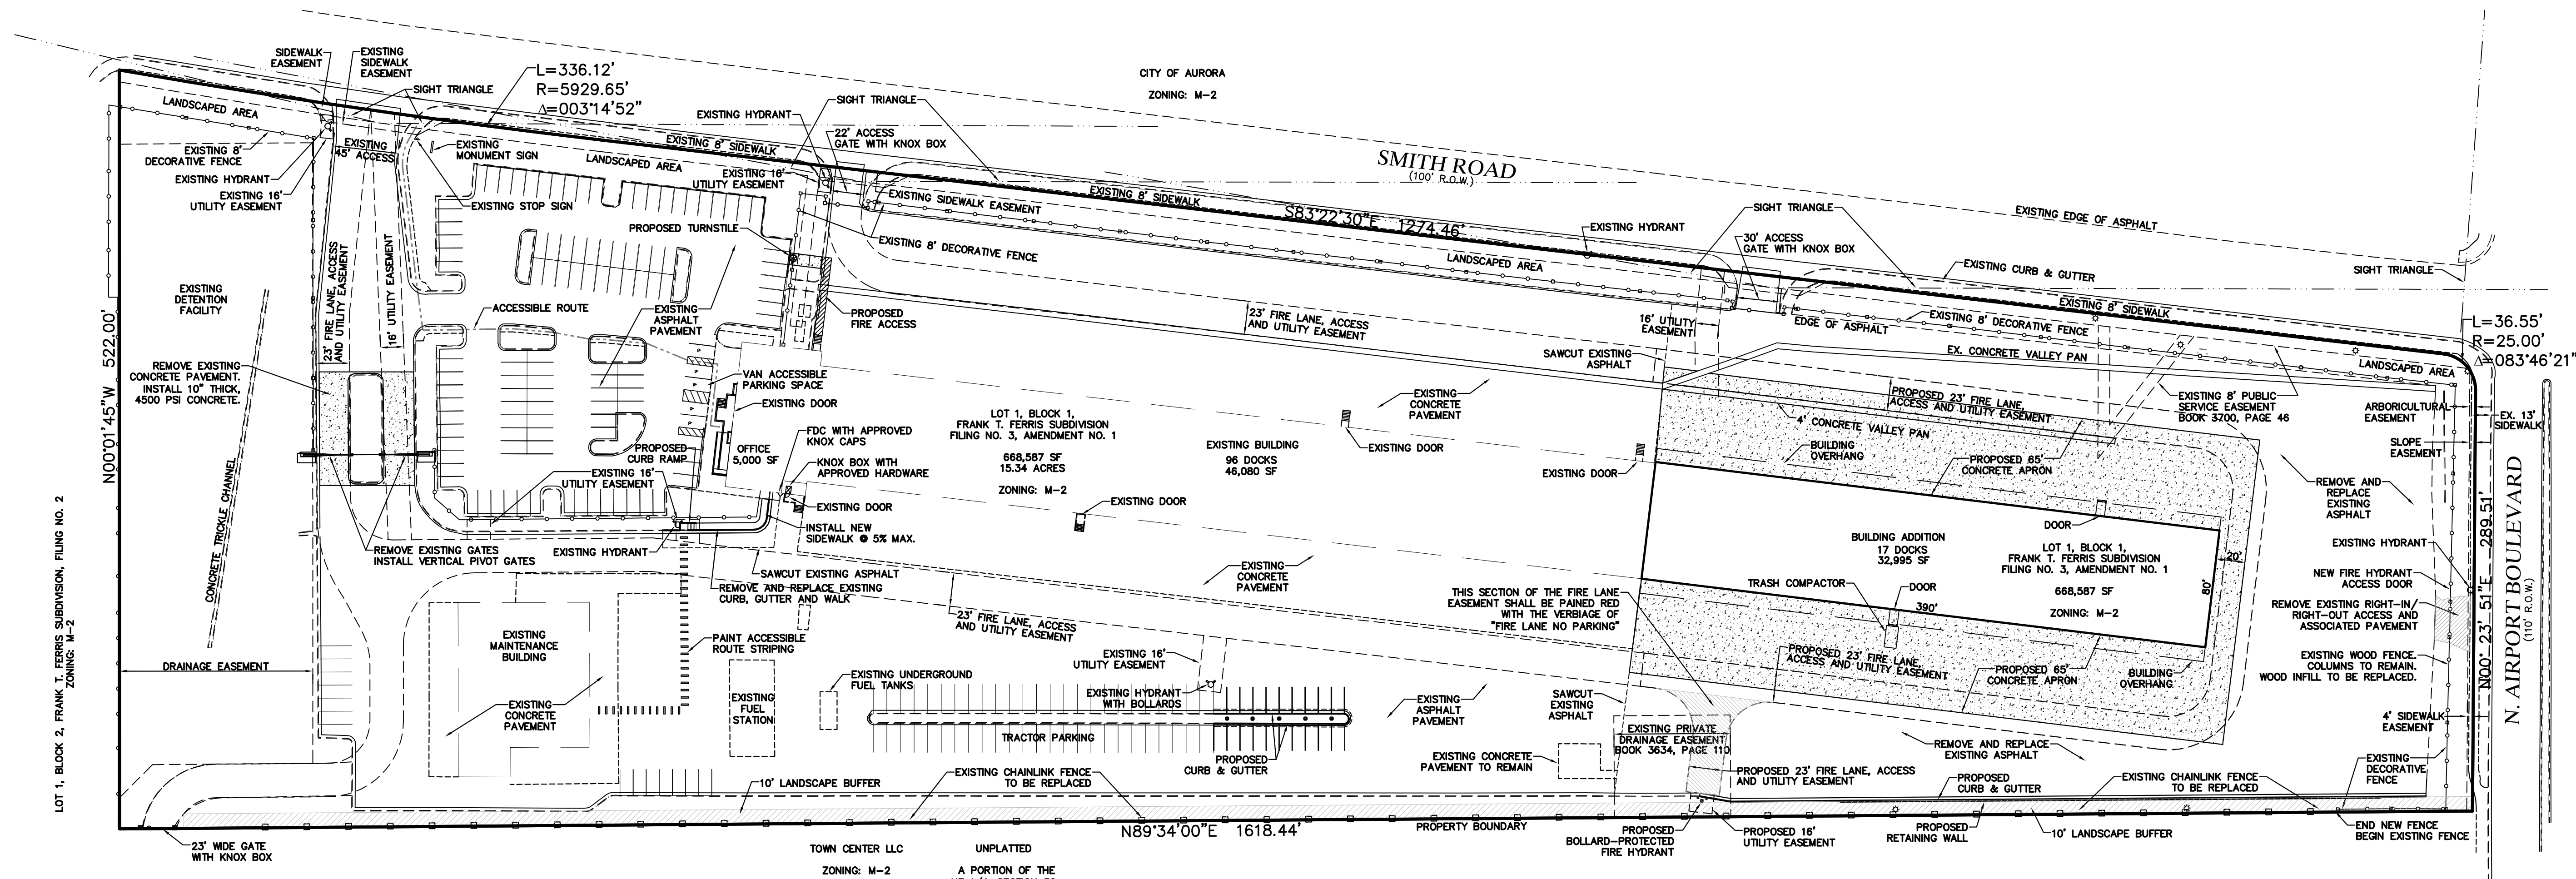 CITY OF AURORA
ZONING: M-2
SIDEWALK
EASEMENT
EXISTING
SIDEWALK
EASEMENT
L=336.12'
R=5929.65'
Δ=003°14'52"
SIGHT TRIANGLE
LANDSCAPED AREA
EXISTING 8'
DECORATIVE FENCE
EXISTING HYDRANT
EXISTING 16'
UTILITY EASEMENT
EXISTING
45' ACCESS
EXISTING
MONUMENT SIGN
EXISTING STOP SIGN
LANDSCAPED AREA
EXISTING 8' SIDEWALK
EXISTING HYDRANT
SIGHT TRIANGLE
22' ACCESS
GATE WITH KNOX BOX
EXISTING 16'
UTILITY EASEMENT
EXISTING SIDEWALK EASEMENT
EXISTING 8' SIDEWALK
SMITH ROAD
(100' R.O.W.)
S83°22'30"E 1274.46'
EXISTING HYDRANT
SIGHT TRIANGLE
30' ACCESS
GATE WITH KNOX BOX
EXISTING EDGE OF ASPHALT
EXISTING CURB & GUTTER
SIGHT TRIANGLE
PROPOSED TURNSTILE
EXISTING 8' DECORATIVE FENCE
LANDSCAPED AREA
EXISTING 8' SIDEWALK
EXISTING 8' DECORATIVE FENCE
EDGE OF ASPHALT
L=36.55'
R=25.00'
Δ=083°46'21"
LANDSCAPED AREA
N00°01'45"W 522.00'
EXISTING
DETENTION
FACILITY
23' FIRE LANE, ACCESS
AND UTILITY EASEMENT
16' UTILITY EASEMENT
ACCESSIBLE ROUTE
EXISTING
ASPHALT
PAVEMENT
PROPOSED
FIRE ACCESS
23' FIRE LANE, ACCESS
AND UTILITY EASEMENT
16' UTILITY
EASEMENT
SAWCUT EXISTING
ASPHALT
EX. CONCRETE VALLEY PAN
REMOVE EXISTING
CONCRETE PAVEMENT.
INSTALL 10" THICK,
4500 PSI CONCRETE.
VAN ACCESSIBLE
PARKING SPACE
EXISTING DOOR
OFFICE
5,000 SF
PROPOSED
CURB RAMP
FDC WITH APPROVED
KNOX CAPS
KNOX BOX WITH
APPROVED HARDWARE
EXISTING DOOR
LOT 1, BLOCK 1,
FRANK T. FERRIS SUBDIVISION
FILING NO. 3, AMENDMENT NO. 1
668,587 SF
15.34 ACRES
ZONING: M-2
EXISTING DOOR
EXISTING BUILDING
96 DOCKS
46,080 SF
EXISTING
CONCRETE
PAVEMENT
EXISTING DOOR
EXISTING DOOR
PROPOSED 23' FIRE LANE,
ACCESS AND UTILITY EASEMENT
4' CONCRETE VALLEY PAN
BUILDING
OVERHANG
PROPOSED 65'
CONCRETE APRON
EXISTING 8' PUBLIC
SERVICE EASEMENT
BOOK 3700, PAGE 46
ARBORICULTURAL
EASEMENT
EX. 13'
SIDEWALK
SLOPE
EASEMENT
REMOVE AND
REPLACE
EXISTING
ASPHALT
EXISTING HYDRANT
NEW FIRE HYDRANT
ACCESS DOOR
REMOVE EXISTING RIGHT-IN/
RIGHT-OUT ACCESS AND
ASSOCIATED PAVEMENT
EXISTING WOOD FENCE.
COLUMNS TO REMAIN.
WOOD INFILL TO BE REPLACED.
4' SIDEWALK
EASEMENT
EXISTING
DECORATIVE
FENCE
N00° 23' 51"E 289.51'
N. AIRPORT BOULEVARD
(110' R.O.W.)
LOT 1, BLOCK 2, FRANK T. FERRIS SUBDIVISION, FILING NO. 2
ZONING: M-2
CONCRETE TRICKLE CHANNEL
DRAINAGE EASEMENT
REMOVE EXISTING GATES
INSTALL VERTICAL PIVOT GATES
EXISTING 16'
UTILITY EASEMENT
EXISTING HYDRANT
INSTALL NEW
SIDEWALK @ 5% MAX.
SAWCUT EXISTING ASPHALT
REMOVE AND REPLACE EXISTING
CURB, GUTTER AND WALK
PAINT ACCESSIBLE
ROUTE STRIPING
EXISTING
MAINTENANCE
BUILDING
EXISTING
CONCRETE
PAVEMENT
EXISTING
FUEL
STATION
EXISTING UNDERGROUND
FUEL TANKS
23' FIRE LANE, ACCESS
AND UTILITY EASEMENT
EXISTING
CONCRETE
PAVEMENT
EXISTING 16'
UTILITY EASEMENT
EXISTING HYDRANT
WITH BOLLARDS
TRACTOR PARKING
PROPOSED
CURB & GUTTER
EXISTING
ASPHALT
PAVEMENT
THIS SECTION OF THE FIRE LANE
EASEMENT SHALL BE PAINED RED
WITH THE VERBIAGE OF
"FIRE LANE NO PARKING"
SAWCUT
EXISTING
ASPHALT
EXISTING CONCRETE
PAVEMENT TO REMAIN
EXISTING PRIVATE
DRAINAGE EASEMENT
BOOK 3634, PAGE 110
BUILDING ADDITION
17 DOCKS
32,995 SF
DOOR
LOT 1, BLOCK 1,
FRANK T. FERRIS SUBDIVISION
FILING NO. 3, AMENDMENT NO. 1
668,587 SF
ZONING: M-2
20'
80'
TRASH COMPACTOR
DOOR
390'
PROPOSED 23' FIRE LANE,
ACCESS AND UTILITY EASEMENT
PROPOSED 65'
CONCRETE APRON
BUILDING
OVERHANG
REMOVE AND REPLACE
EXISTING ASPHALT
PROPOSED 23' FIRE LANE, ACCESS
AND UTILITY EASEMENT
PROPOSED
CURB & GUTTER
EXISTING CHAINLINK FENCE
TO BE REPLACED
10' LANDSCAPE BUFFER
EXISTING CHAINLINK FENCE
TO BE REPLACED
23' WIDE GATE
WITH KNOX BOX
N89°34'00"E 1618.44'
PROPERTY BOUNDARY
PROPOSED
BOLLARD-PROTECTED
FIRE HYDRANT
PROPOSED 16'
UTILITY EASEMENT
PROPOSED
RETAINING WALL
10' LANDSCAPE BUFFER
END NEW FENCE
BEGIN EXISTING FENCE
TOWN CENTER LLC
ZONING: M-2
UNPLATTED
A PORTION OF THE